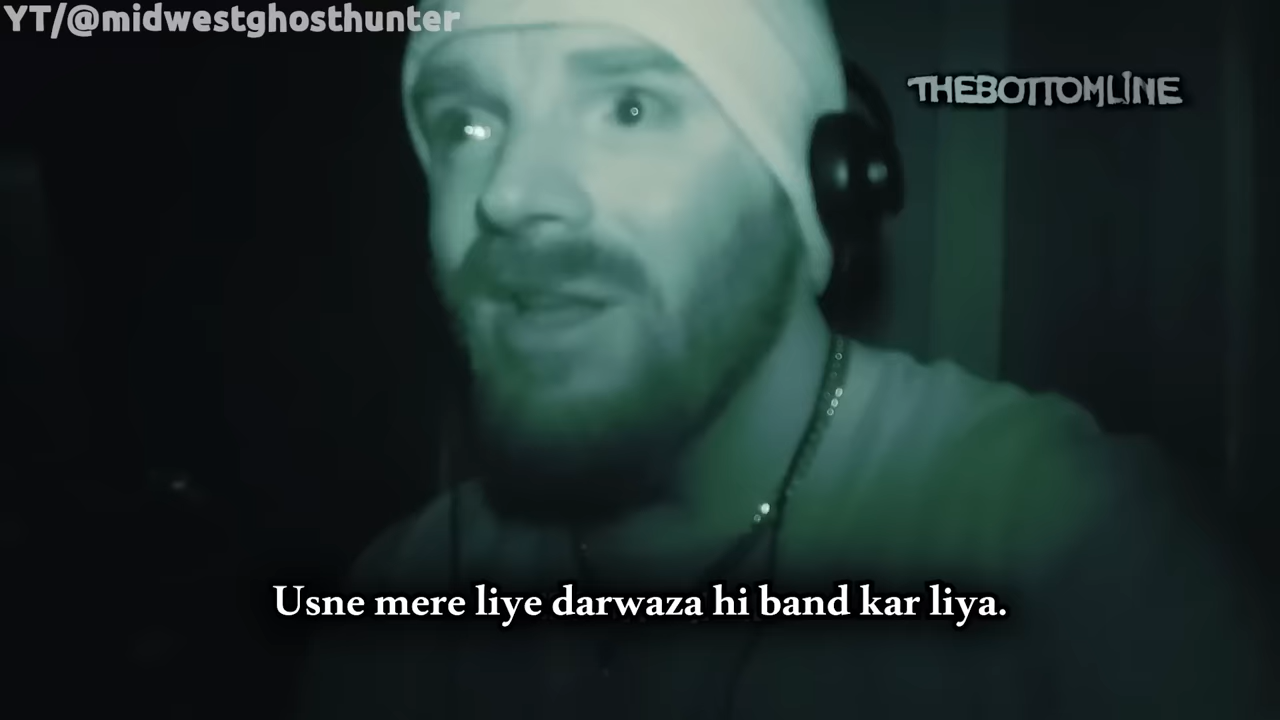 YT/@midwestghosthunter
THEBOTTOMLINE
Usne mere liye darwaza hi band kar liya.